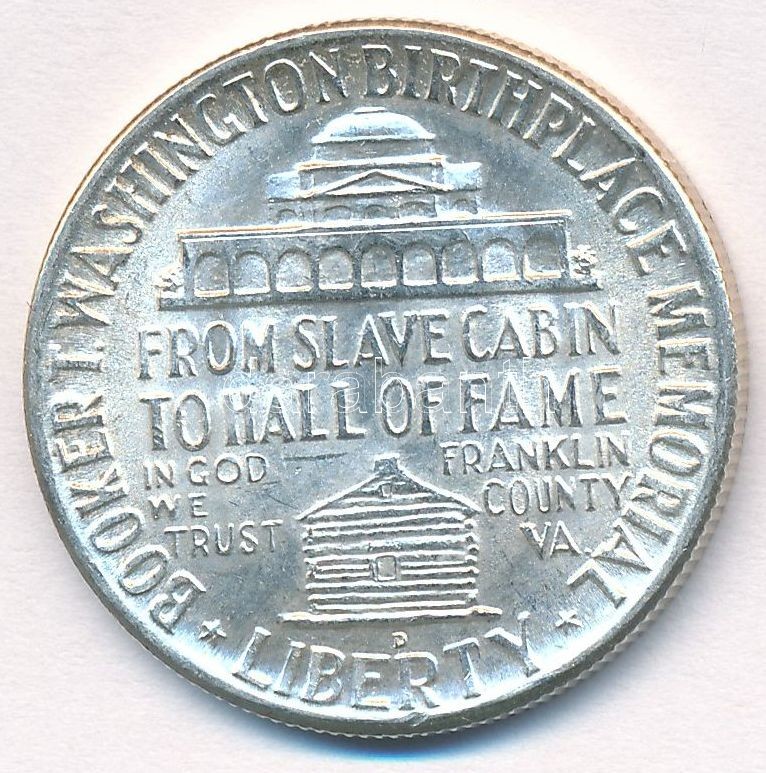 BOOKER T. WASHINGTON BIRTHPLACE MEMORIAL
FROM SLAVE CABIN
TO HALL OF FAME
IN GOD
WE
TRUST
FRANKLIN
COUNTY
VA.
D
LIBERTY